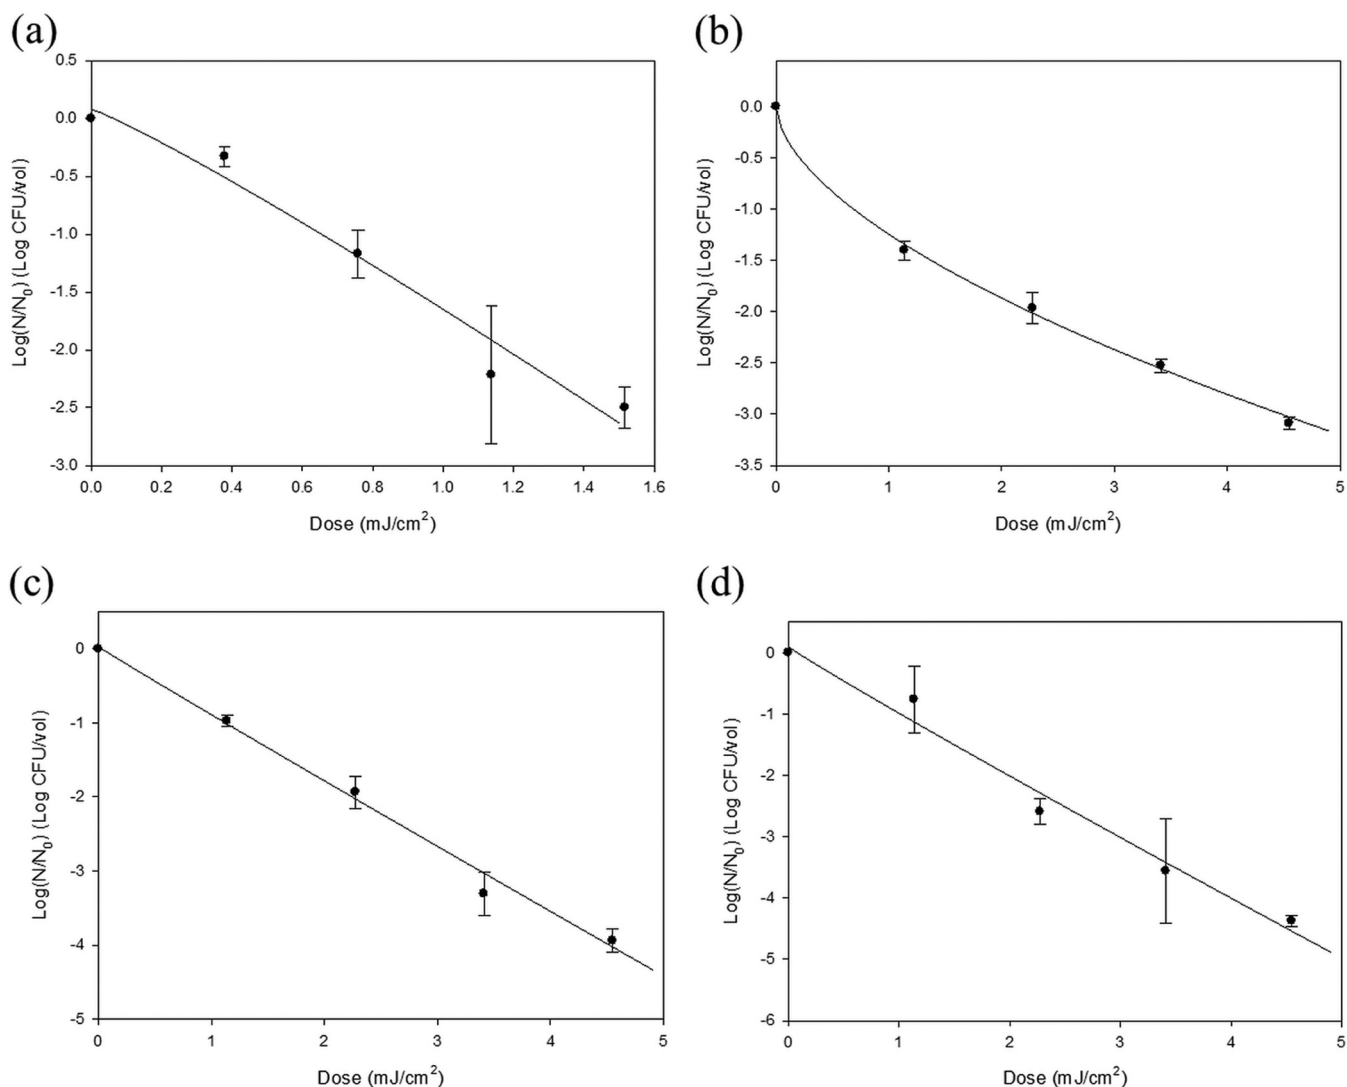 (a)
0.5
0.0
-0.5
-1.0
-1.5
-2.0
-2.5
-3.0
Log(N/N0) (Log CFU/vol)
0.0 0.2 0.4 0.6 0.8 1.0 1.2 1.4 1.6
Dose (mJ/cm2)
(b)
0.0
-0.5
-1.0
-1.5
-2.0
-2.5
-3.0
-3.5
Log(N/N0) (Log CFU/vol)
0 1 2 3 4 5
Dose (mJ/cm2)
(c)
0
-1
-2
-3
-4
-5
Log(N/N0) (Log CFU/vol)
0 1 2 3 4 5
Dose (mJ/cm2)
(d)
0
-1
-2
-3
-4
-5
-6
Log(N/N0) (Log CFU/vol)
0 1 2 3 4 5
Dose (mJ/cm2)